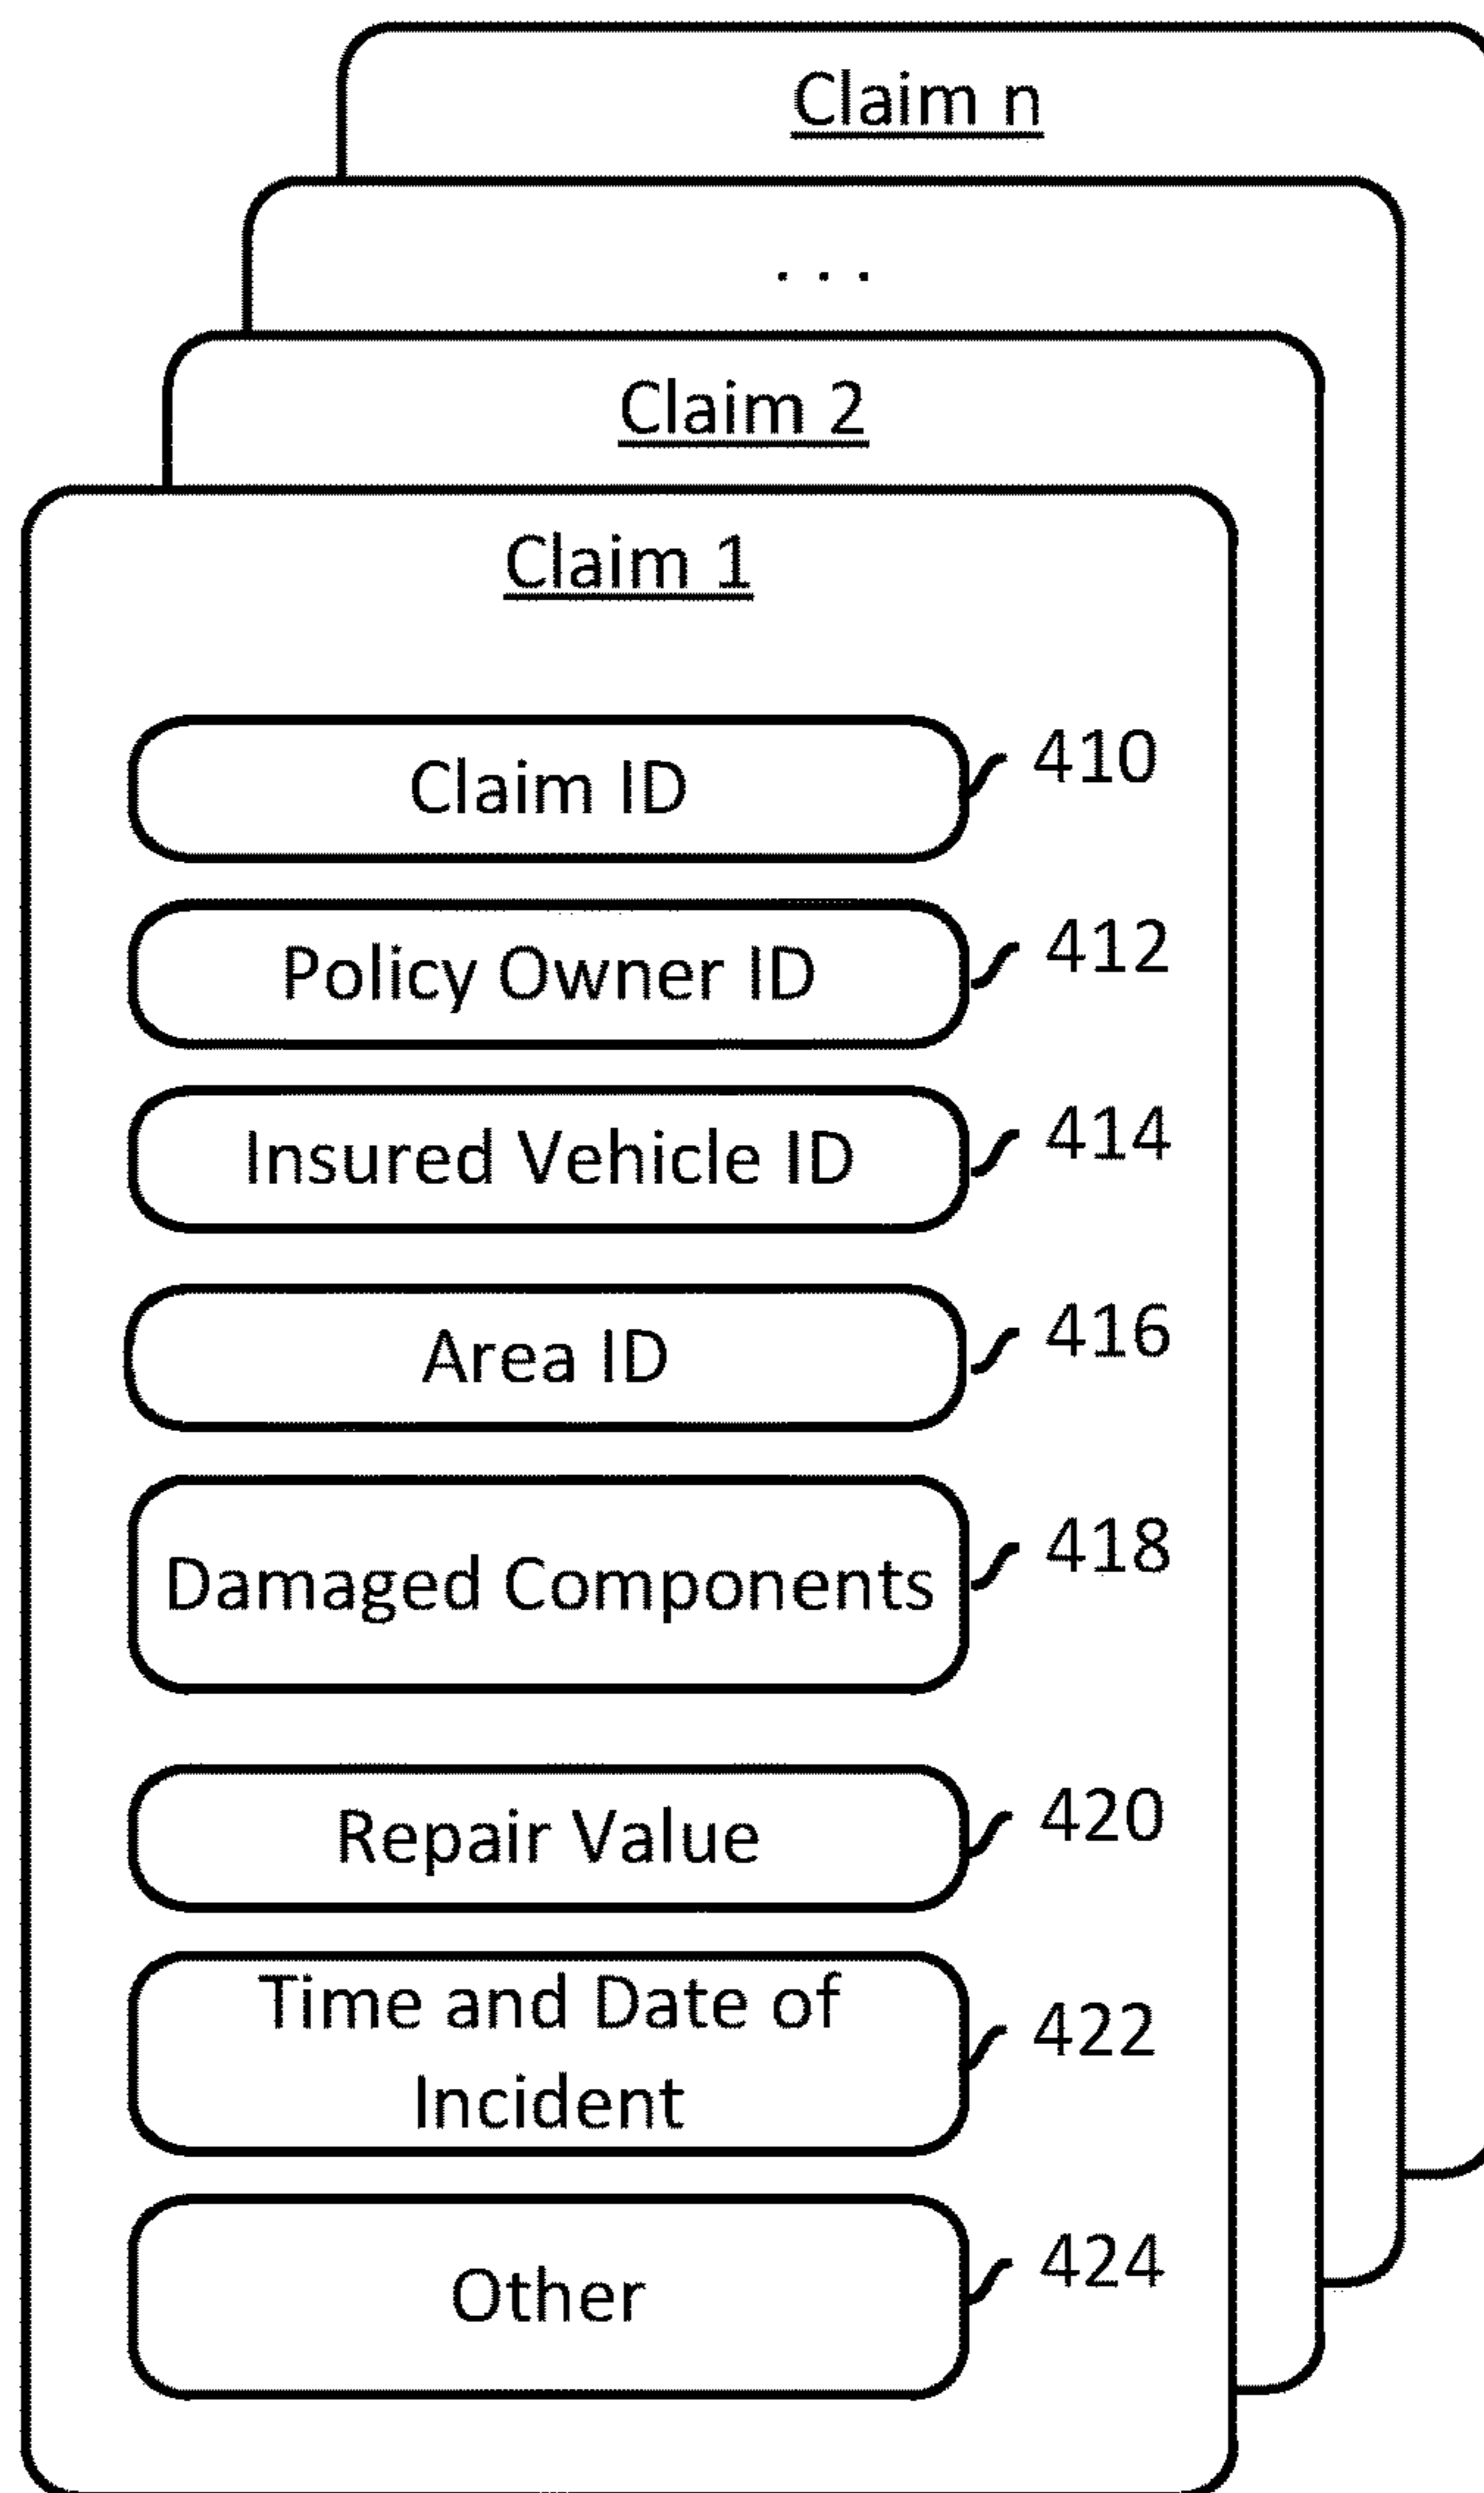 Claim n
. . .
Claim 2
Claim 1
Claim ID
410
Policy Owner ID
412
Insured Vehicle ID
414
Area ID
416
Damaged Components
418
Repair Value
420
Time and Date of
Incident
422
Other
424